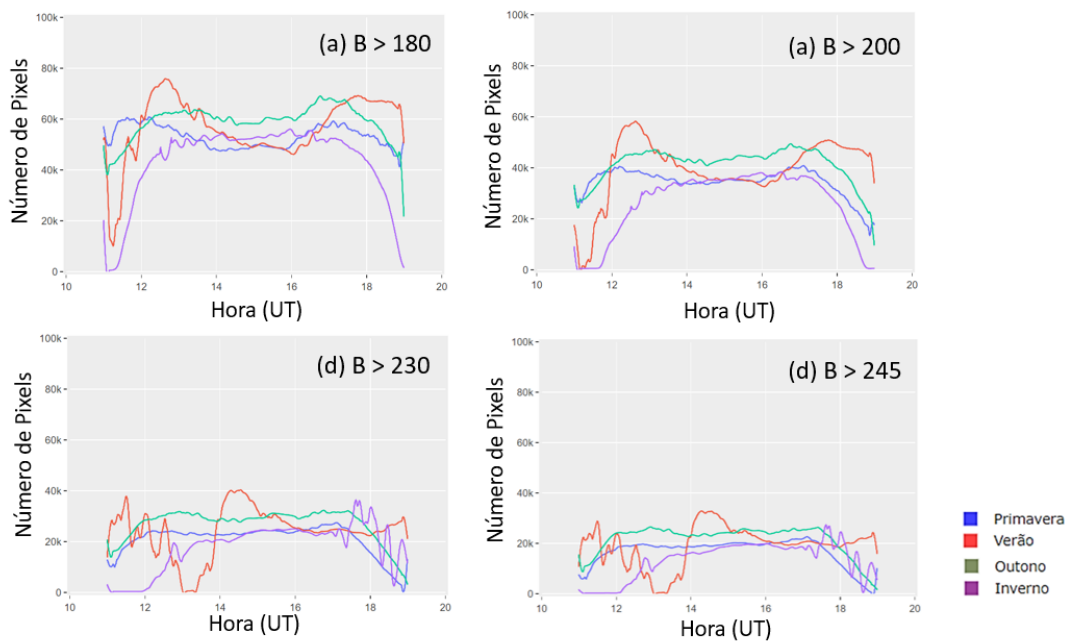 100k
(a) B > 180
80k
60k
40k
20k
0
Número de Pixels
10 12 14 16 18 20
Hora (UT)
100k
(a) B > 200
80k
60k
40k
20k
0
Número de Pixels
10 12 14 16 18 20
Hora (UT)
100k
(d) B > 230
80k
60k
40k
20k
0
Número de Pixels
10 12 14 16 18 20
Hora (UT)
100k
(d) B > 245
80k
60k
40k
20k
0
Número de Pixels
10 12 14 16 18 20
Hora (UT)
Primavera
Verão
Outono
Inverno